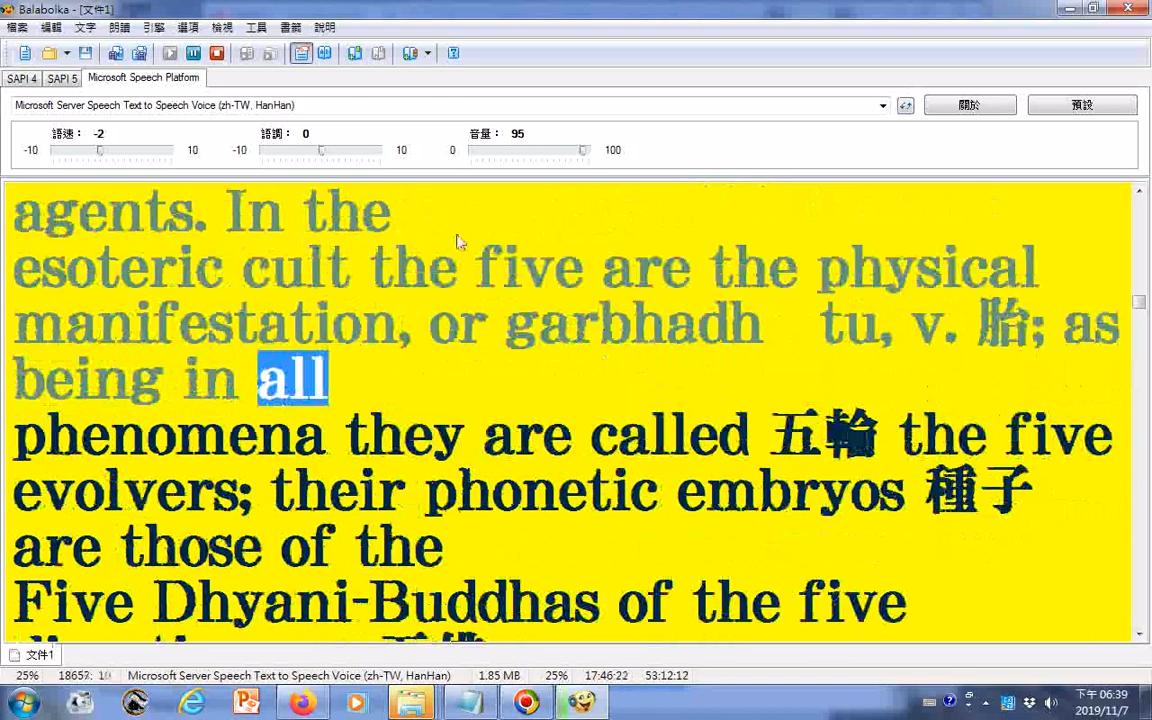 Balabolka - [文件1]
檔案 編輯 文字 朗讀 引擎 選項 檢視 工具 書籤 說明
SAPI 4 SAPI 5 Microsoft Speech Platform
Microsoft Server Speech Text to Speech Voice (zh-TW, HanHan) 關於 預設
語速： -2 語調： 0 音量： 95
-10 10 -10 10 0 100
agents. In the
esoteric cult the five are the physical
manifestation, or garbhadh tu, v. 胎; as
being in all
phenomena they are called 五輪 the five
evolvers; their phonetic embryos 種子
are those of the
Five Dhyani-Buddhas of the five
文件1
25% Microsoft Server Speech Text to Speech Voice (zh-TW, HanHan) 1.85 MB 25% 17:46:22 53:12:12
下午 06:39
2019/11/7